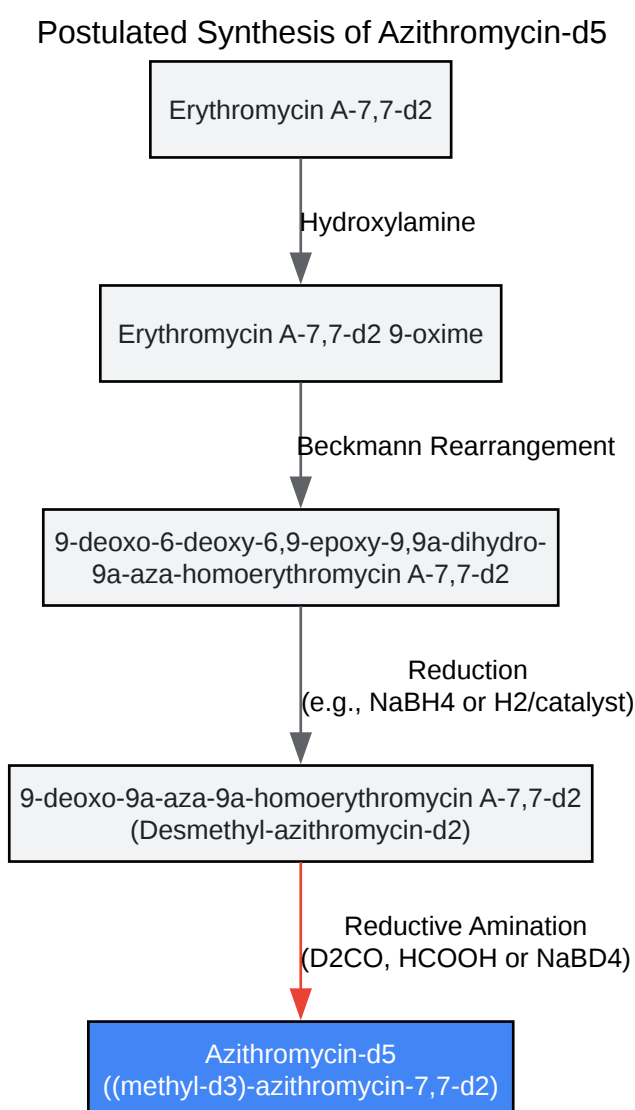 Postulated Synthesis of Azithromycin-d5
Erythromycin A-7,7-d2
Hydroxylamine
Erythromycin A-7,7-d2 9-oxime
Beckmann Rearrangement
9-deoxo-6-deoxy-6,9-epoxy-9,9a-dihydro-
9a-aza-homoerythromycin A-7,7-d2
Reduction
(e.g., NaBH4 or H2/catalyst)
9-deoxo-9a-aza-9a-homoerythromycin A-7,7-d2
(Desmethyl-azithromycin-d2)
Reductive Amination
(D2CO, HCOOH or NaBD4)
Azithromycin-d5
((methyl-d3)-azithromycin-7,7-d2)